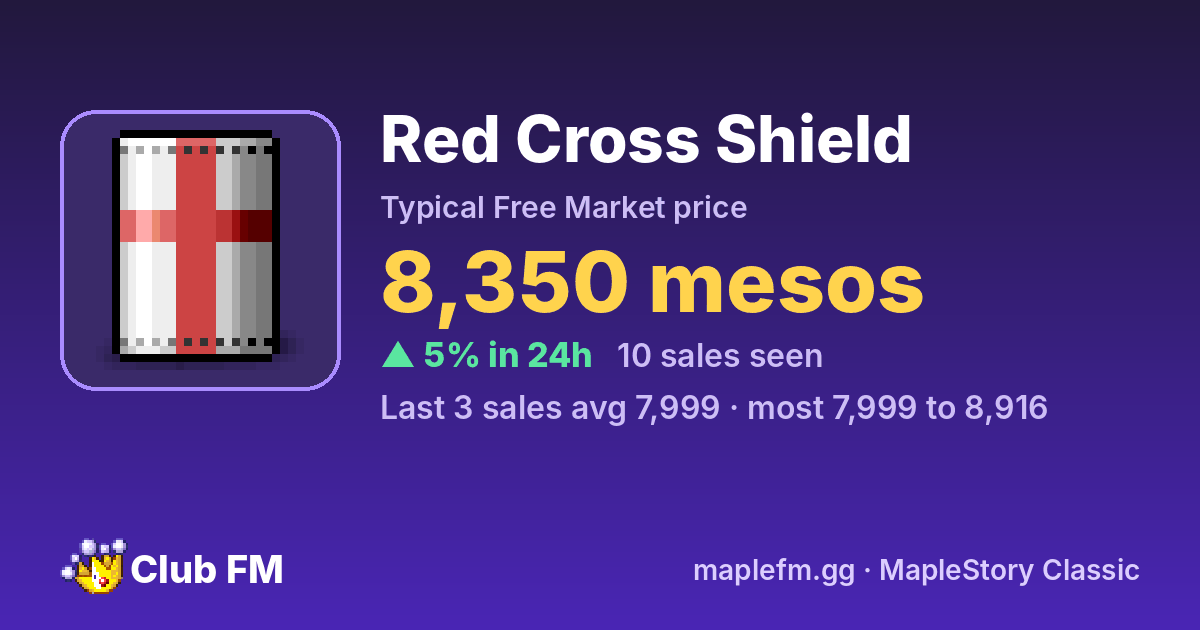 Red Cross Shield
Typical Free Market price
8,350 mesos
▲ 5% in 24h 10 sales seen
Last 3 sales avg 7,999 · most 7,999 to 8,916
Club FM
maplefm.gg · MapleStory Classic